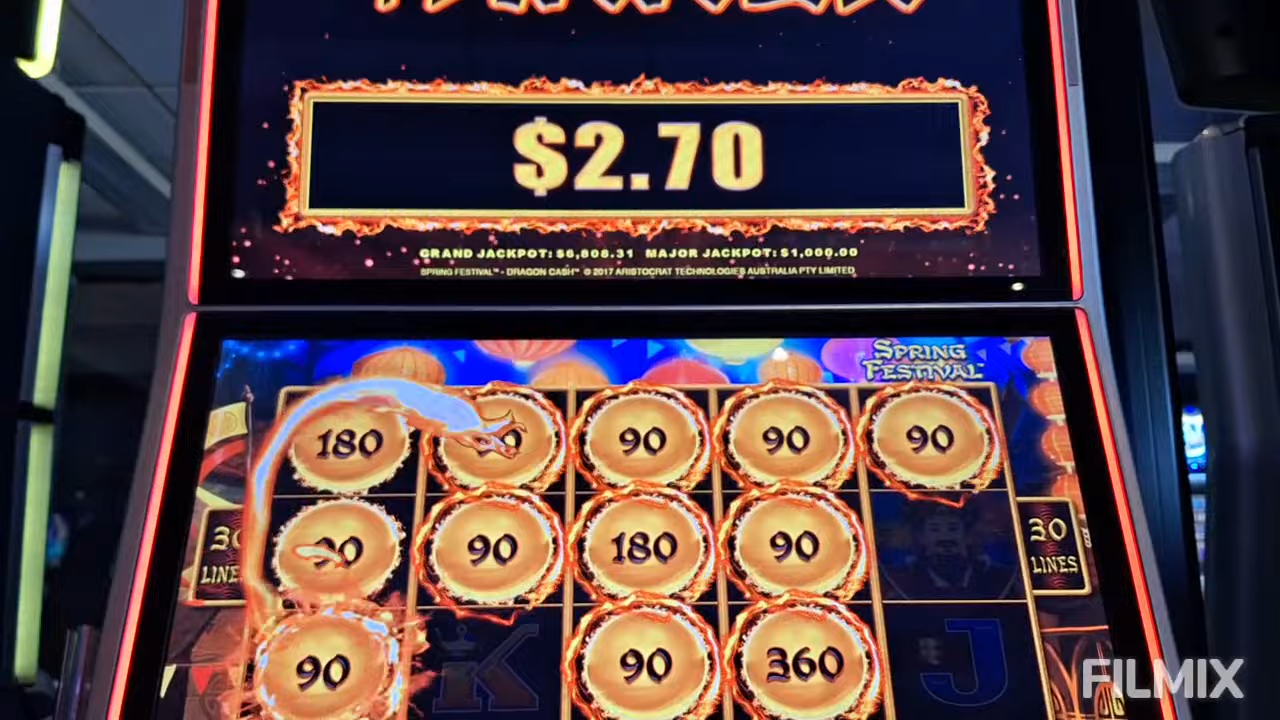 $2.70
GRAND JACKPOT: $6,808.31 MAJOR JACKPOT: $1,000.00
SPRING FESTIVAL™ - DRAGON CASH™ © 2017 ARISTOCRAT TECHNOLOGIES AUSTRALIA PTY LIMITED
SPRING
FESTIVAL
180 90 90 90
90 180 90
30
LINES
LINES
90 K 90 360 J
FILMIX